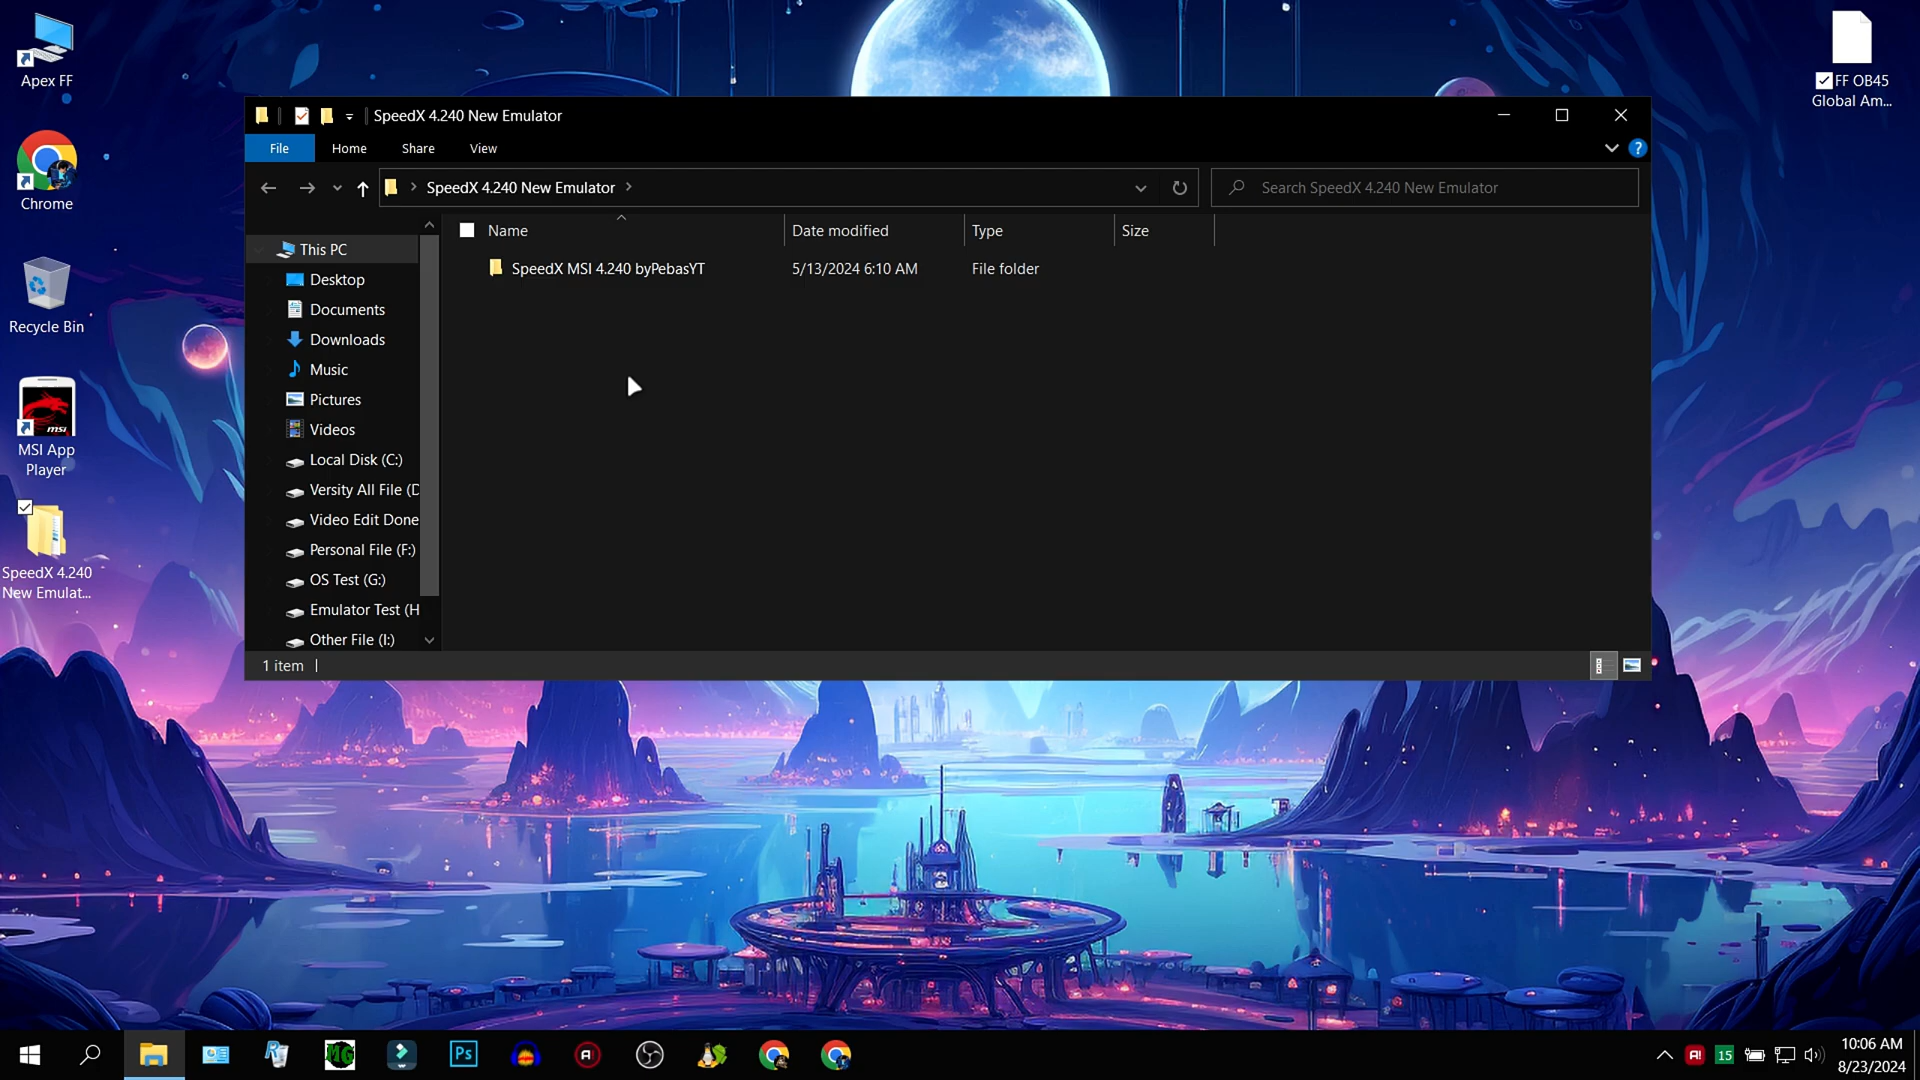 Apex FF
Chrome
Recycle Bin
msi
MSI App
Player
SpeedX 4.240
New Emulat...
FF OB45
Global Am...
SpeedX 4.240 New Emulator
File
Home
Share
View
?
SpeedX 4.240 New Emulator
Search SpeedX 4.240 New Emulator
Name
Date modified
Type
Size
SpeedX MSI 4.240 byPebasYT
5/13/2024 6:10 AM
File folder
This PC
Desktop
Documents
Downloads
Music
Pictures
Videos
Local Disk (C:)
Versity All File (D
Video Edit Done
Personal File (F:)
OS Test (G:)
Emulator Test (H
Other File (I:)
1 item
MG
Ps
A!
A!
15
10:06 AM
8/23/2024